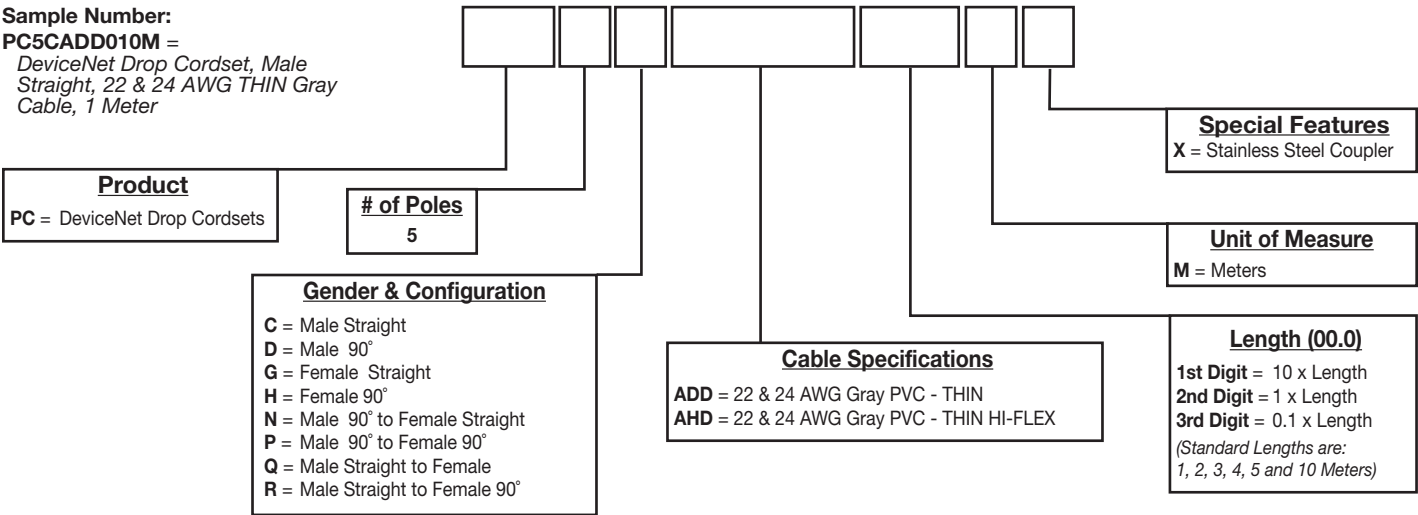 Sample Number:
PC5CADD010M =
DeviceNet Drop Cordset, Male
Straight, 22 & 24 AWG THIN Gray
Cable, 1 Meter
Product
PC = DeviceNet Drop Cordsets
# of Poles
5
Gender & Configuration
C = Male Straight
D = Male 90˚
G = Female Straight
H = Female 90˚
N = Male 90˚ to Female Straight
P = Male 90˚ to Female 90˚
Q = Male Straight to Female
R = Male Straight to Female 90˚
Cable Specifications
ADD = 22 & 24 AWG Gray PVC - THIN
AHD = 22 & 24 AWG Gray PVC - THIN HI-FLEX
Special Features
X = Stainless Steel Coupler
Unit of Measure
M = Meters
Length (00.0)
1st Digit = 10 x Length
2nd Digit = 1 x Length
3rd Digit = 0.1 x Length
(Standard Lengths are:
1, 2, 3, 4, 5 and 10 Meters)